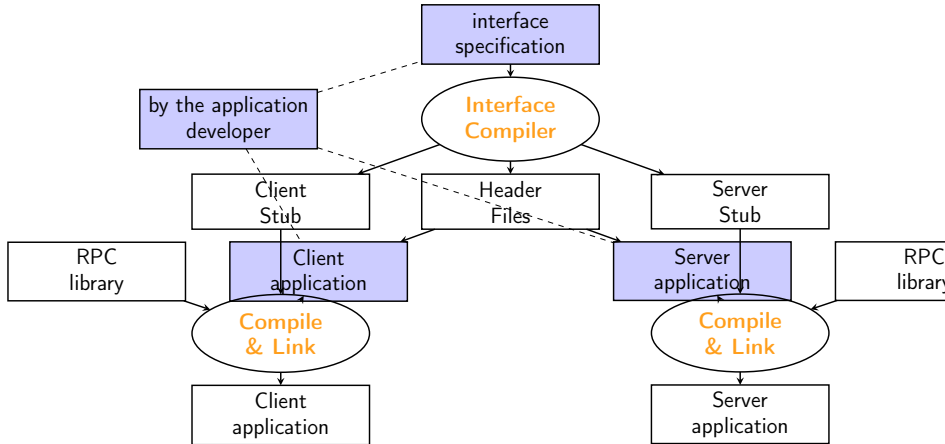 interface
specification
by the application
developer
Interface
Compiler
Client
Stub
Header
Files
Server
Stub
RPC
library
Client
application
Server
application
RPC
library
Compile
& Link
Compile
& Link
Client
application
Server
application